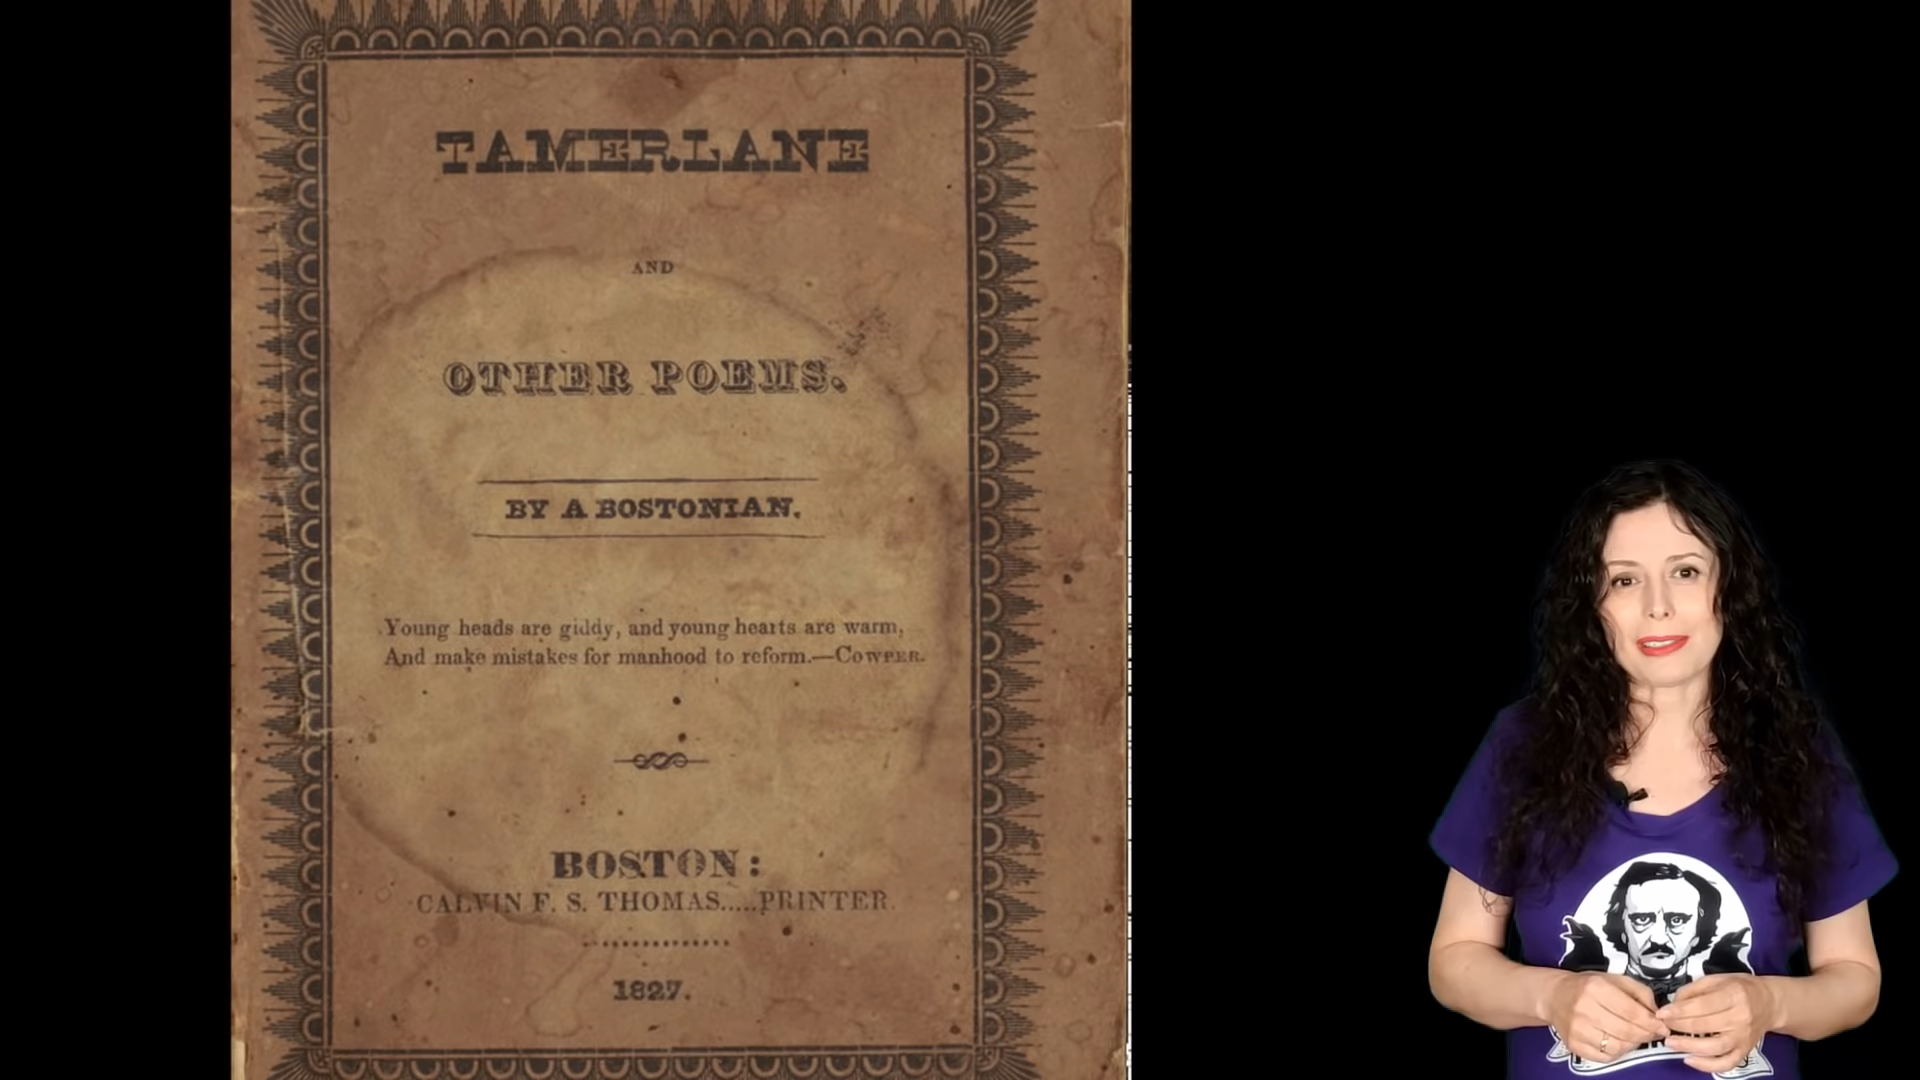 TAMERLANE
AND
OTHER POEMS.
BY A BOSTONIAN.
Young heads are giddy, and young hearts are warm,
And make mistakes for manhood to reform.—COWPER.
BOSTON:
CALVIN F. S. THOMAS.....PRINTER.
1827.